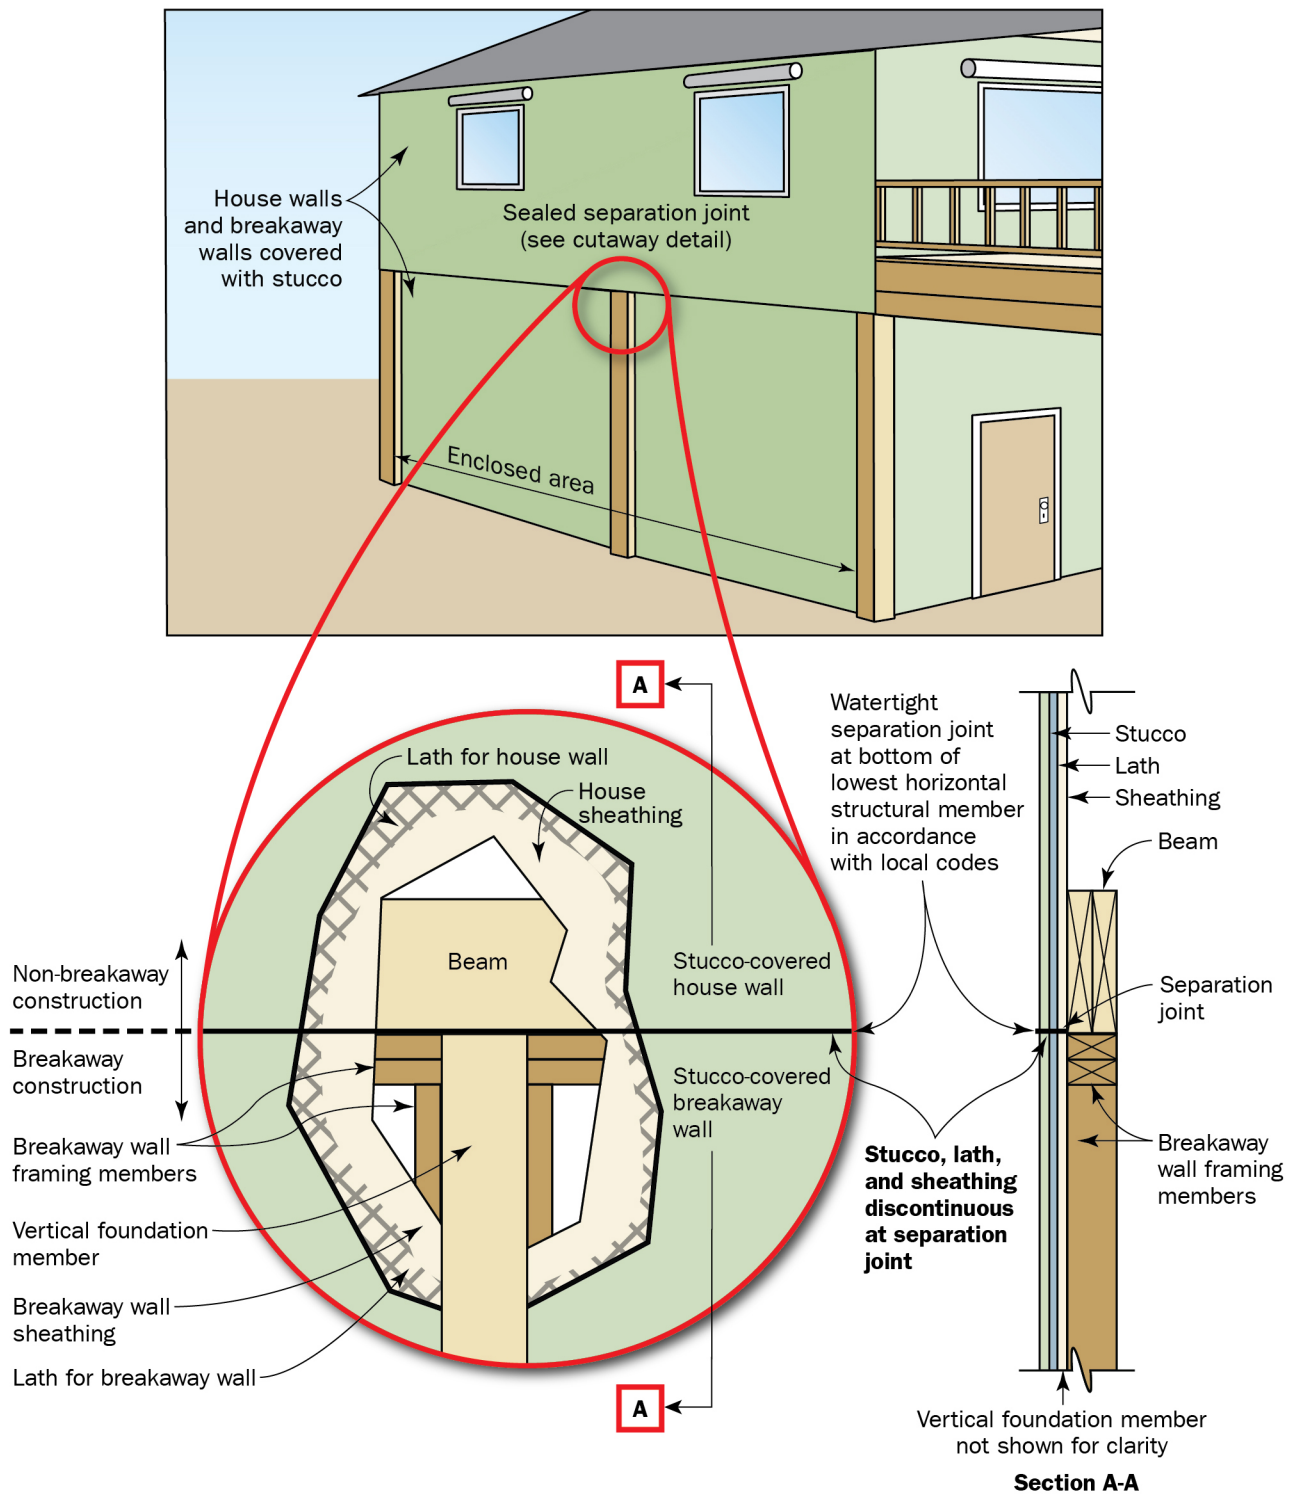 House walls
and breakaway
walls covered
with stucco
Sealed separation joint
(see cutaway detail)
Enclosed area
A
Lath for house wall
House
sheathing
Beam
Stucco-covered
house wall
Non-breakaway
construction
Breakaway
construction
Stucco-covered
breakaway
wall
Breakaway wall
framing members
Vertical foundation
member
Breakaway wall
sheathing
Lath for breakaway wall
A
Watertight
separation joint
at bottom of
lowest horizontal
structural member
in accordance
with local codes
Stucco, lath,
and sheathing
discontinuous
at separation
joint
Stucco
Lath
Sheathing
Beam
Separation
joint
Breakaway
wall framing
members
Vertical foundation member
not shown for clarity
Section A-A